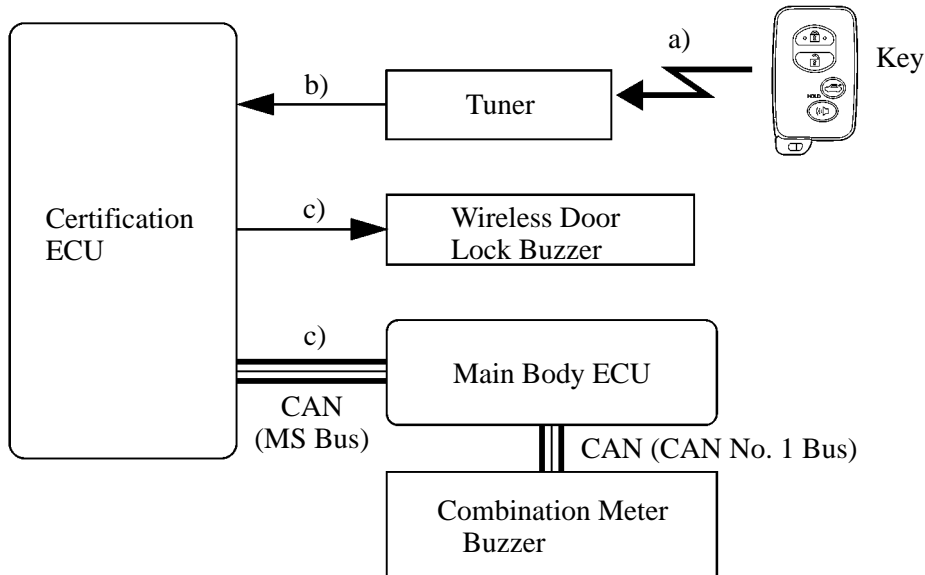 a)
Key
b)
Tuner
HOLD
Certification
ECU
c)
Wireless Door
Lock Buzzer
c)
Main Body ECU
CAN
(MS Bus)
CAN (CAN No. 1 Bus)
Combination Meter
Buzzer